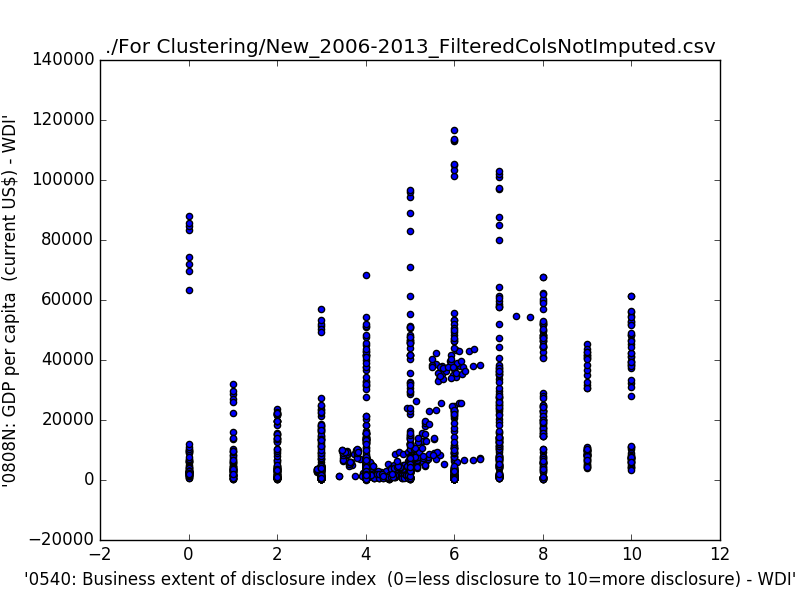 ./For Clustering/New_2006-2013_FilteredColsNotImputed.csv
140000
120000
100000
80000
60000
40000
20000
0
−20000
'0808N: GDP per capita  (current US$) - WDI'
−2 0 2 4 6 8 10 12
'0540: Business extent of disclosure index  (0=less disclosure to 10=more disclosure) - WDI'